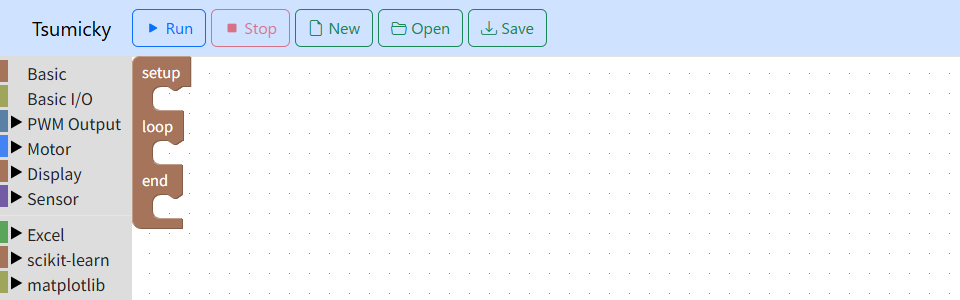 Tsumicky Run Stop New Open Save
Basic
Basic I/O
PWM Output
Motor
Display
Sensor
Excel
scikit-learn
matplotlib
setup
loop
end